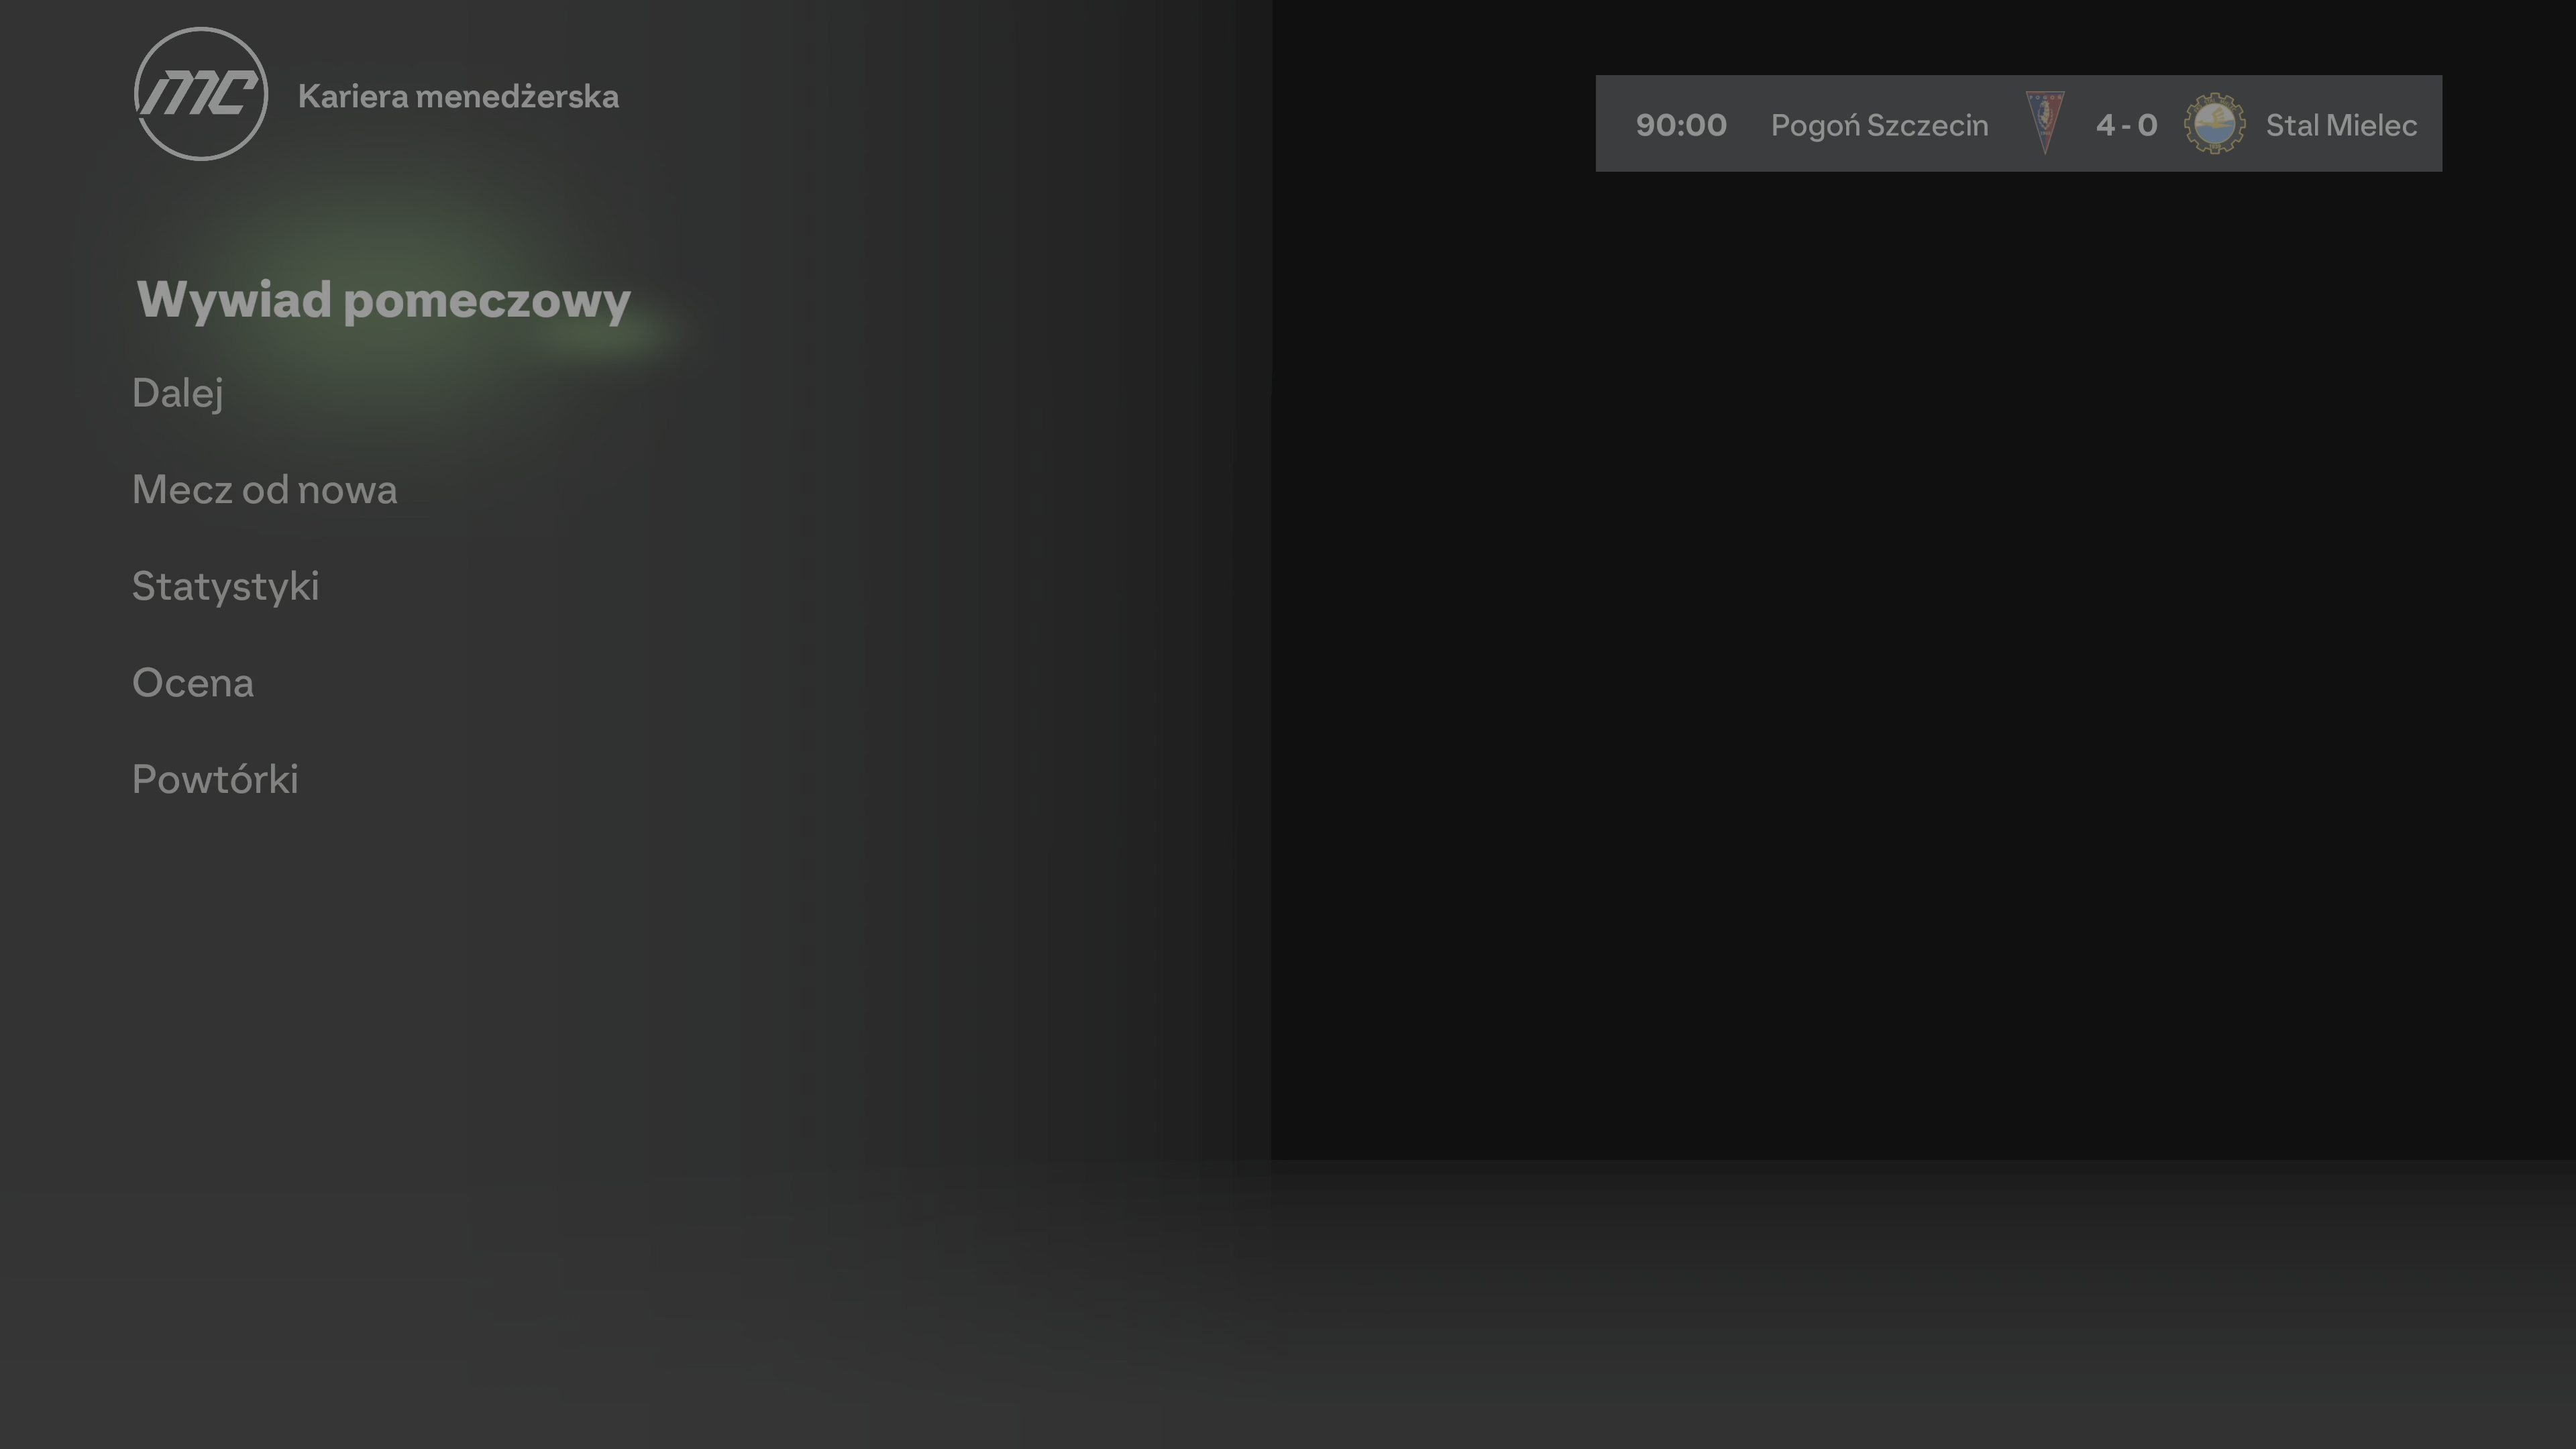 MC Kariera menedżerska
90:00 Pogoń Szczecin 4 - 0 Stal Mielec
Wywiad pomeczowy
Dalej
Mecz od nowa
Statystyki
Ocena
Powtórki